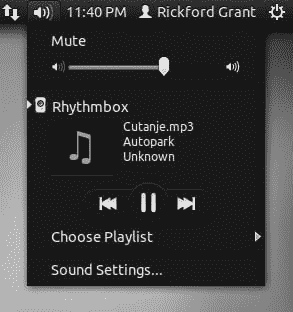 11:40 PM Rickford Grant
Mute
Rhythmbox
Cutanje.mp3
Autopark
Unknown
Choose Playlist
Sound Settings...